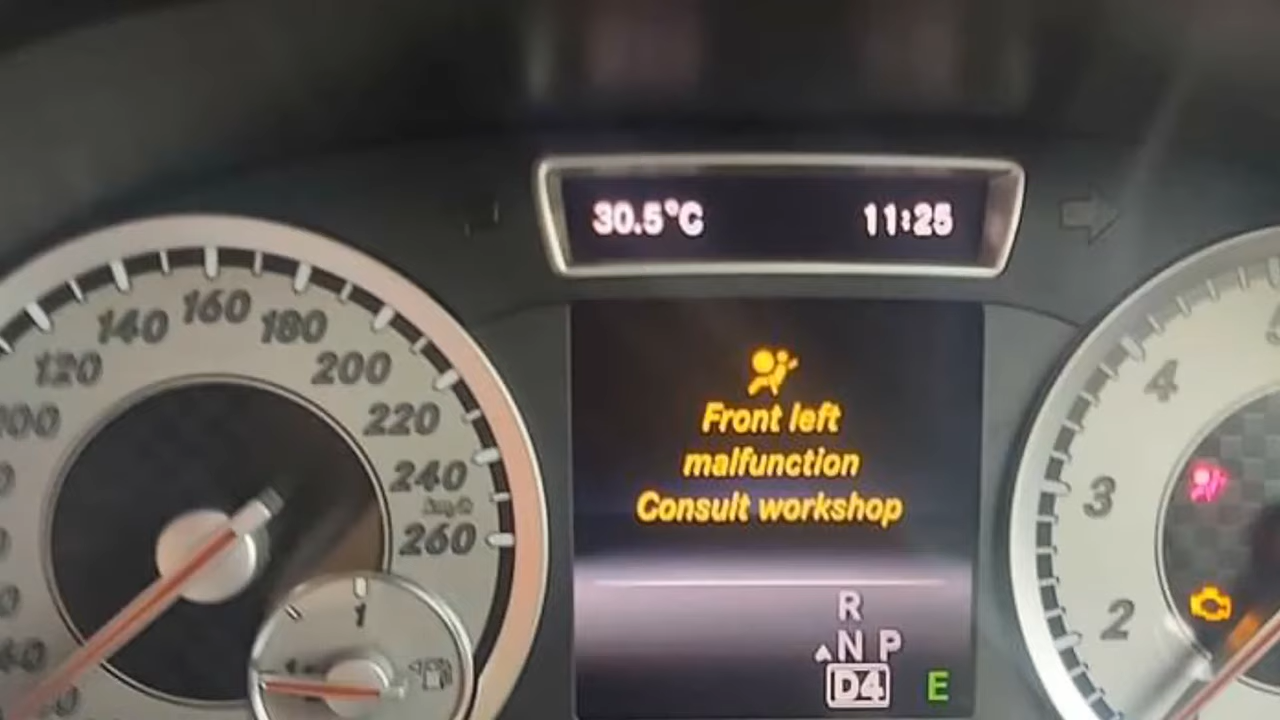 30.5°C 11:25
120 140 160 180 200 220 240
km/h
260
Front left
malfunction
Consult workshop
R
N P
D4 E
1
4
3
2